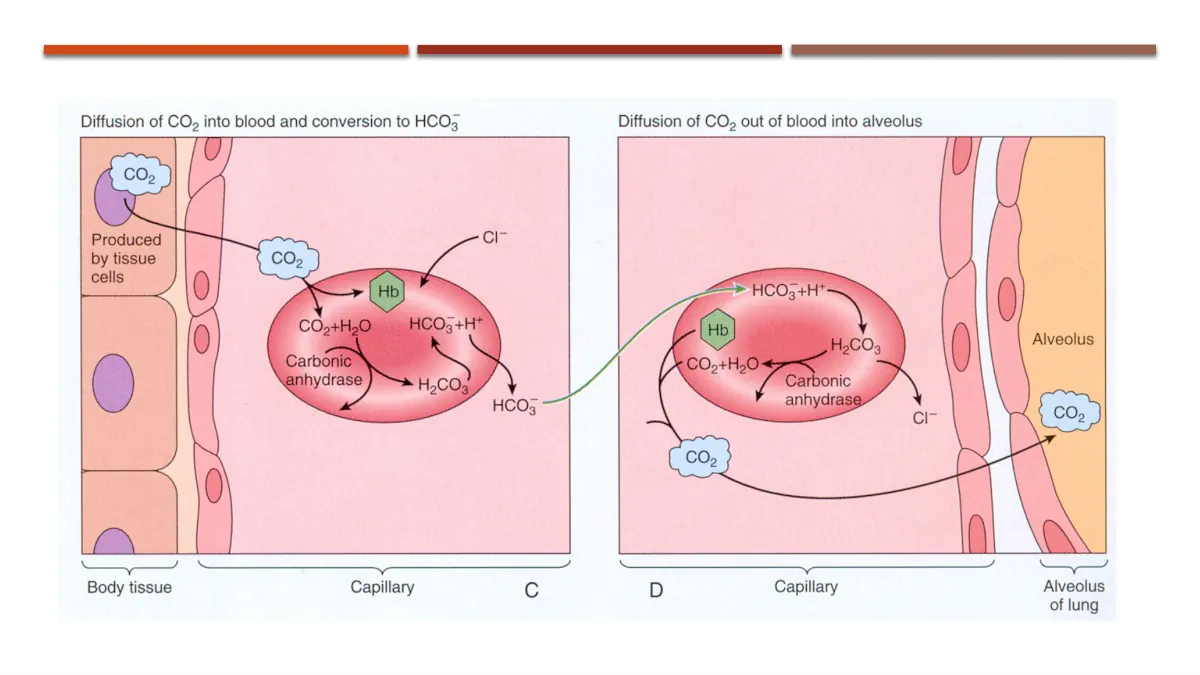 Diffusion of CO₂ into blood and conversion to HCO₃⁻
CO₂
Produced
by tissue
cells
CO₂
Cl⁻
Hb
CO₂+H₂O
HCO₃⁻+H⁺
Carbonic
anhydrase
H₂CO₃
HCO₃⁻
Body tissue
Capillary
C
Diffusion of CO₂ out of blood into alveolus
HCO₃⁻+H⁺
Hb
H₂CO₃
CO₂+H₂O
Carbonic
anhydrase
Cl⁻
CO₂
Alveolus
CO₂
D
Capillary
Alveolus
of lung